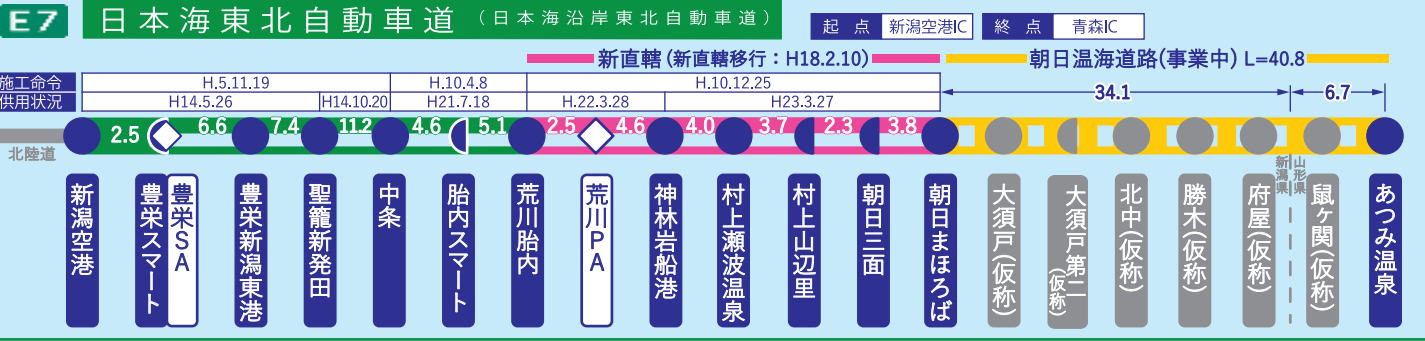 E7 日本海東北自動車道 (日本海沿岸東北自動車道)
起点 新潟空港IC 終点 青森IC
新直轄(新直轄移行：H18.2.10)
朝日温海道路(事業中) L=40.8
施工命令 H.5.11.19 H.10.4.8 H.10.12.25
供用状況 H14.5.26 H14.10.20 H21.7.18 H.22.3.28 H23.3.27
34.1 6.7
北陸道
2.5 6.6 7.4 11.2 4.6 5.1 2.5 4.6 4.0 3.7 2.3 3.8
新潟県 山形県
新潟空港
豊栄スマート
豊栄SA
豊栄新潟東港
聖籠新発田
中条
胎内スマート
荒川胎内
荒川PA
神林岩船港
村上瀬波温泉
村上山辺里
朝日三面
朝日まほろば
大須戸(仮称)
大須戸第二(仮称)
北中(仮称)
勝木(仮称)
府屋(仮称)
鼠ヶ関(仮称)
あつみ温泉